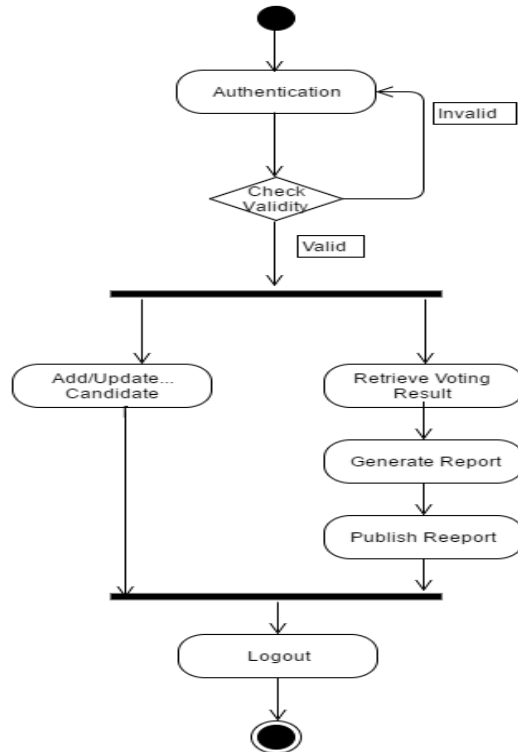 Authentication
Invalid
Check
Validity
Valid
Add/Update...
Candidate
Retrieve Voting
Result
Generate Report
Publish Reeport
Logout